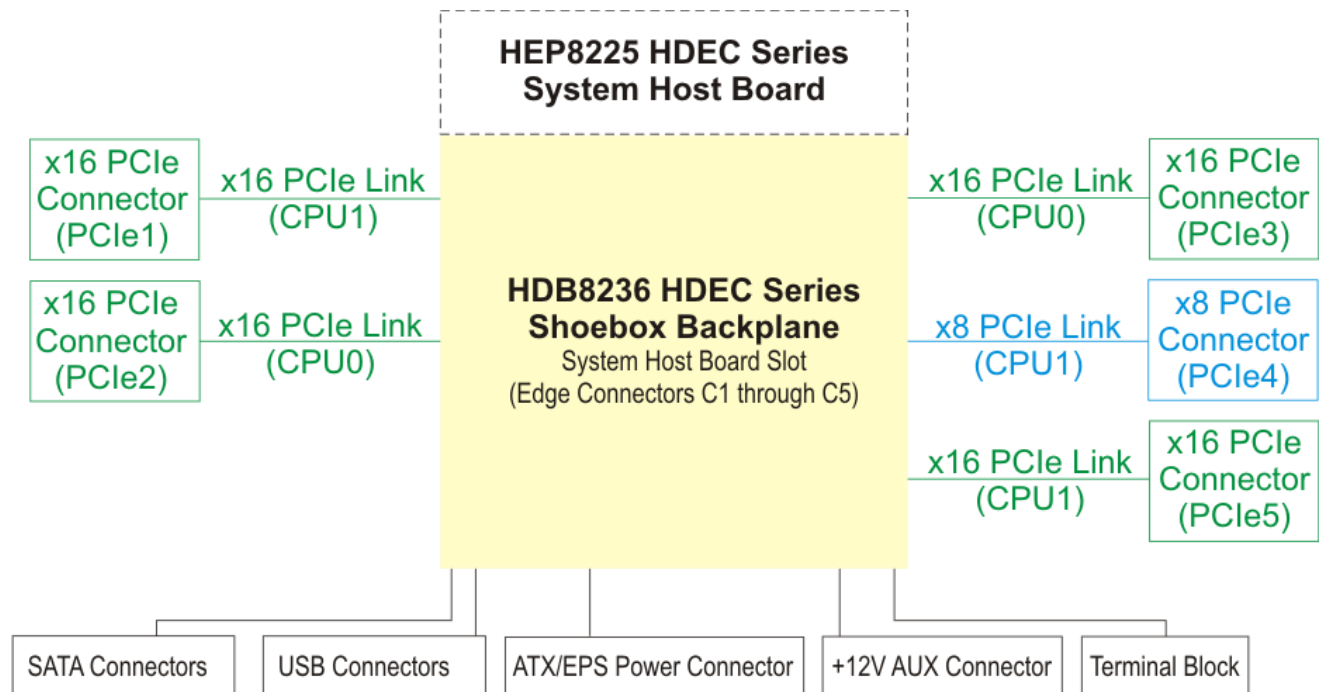 HEP8225 HDEC Series
System Host Board
x16 PCIe
Connector
(PCIe1)
x16 PCIe Link
(CPU1)
x16 PCIe
Connector
(PCIe2)
x16 PCIe Link
(CPU0)
HDB8236 HDEC Series
Shoebox Backplane
System Host Board Slot
(Edge Connectors C1 through C5)
x16 PCIe Link
(CPU0)
x16 PCIe
Connector
(PCIe3)
x8 PCIe Link
(CPU1)
x8 PCIe
Connector
(PCIe4)
x16 PCIe Link
(CPU1)
x16 PCIe
Connector
(PCIe5)
SATA Connectors
USB Connectors
ATX/EPS Power Connector
+12V AUX Connector
Terminal Block